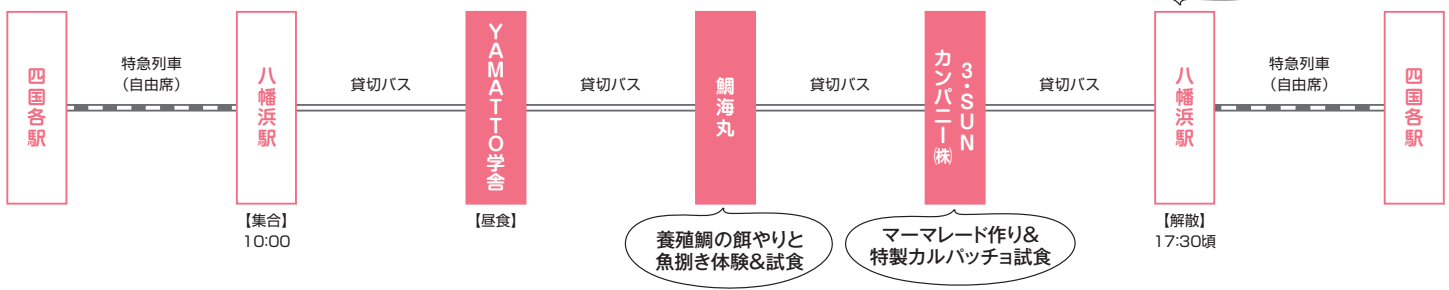 四国各駅
特急列車
（自由席）
八幡浜駅
【集合】
10:00
貸切バス
YAMATTO学舎
【昼食】
貸切バス
鯛海丸
養殖鯛の餌やりと
魚捌き体験&試食
貸切バス
3・SUN
カンパニー㈱
マーマレード作り&
特製カルパッチョ試食
貸切バス
八幡浜駅
【解散】
17:30頃
特急列車
（自由席）
四国各駅